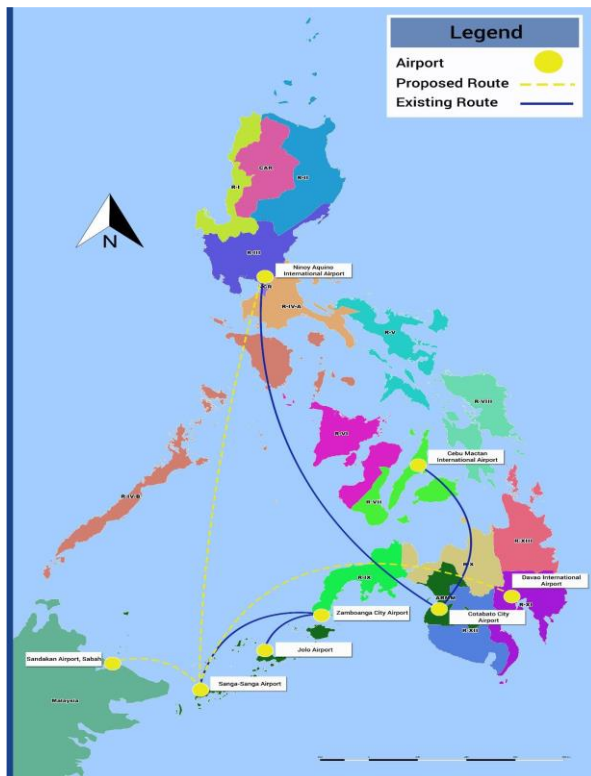 Legend
Airport
Proposed Route
Existing Route
N
CAR
R-I
R-II
R-III
Ninoy Aquino
International Airport
R-IV-A
R-V
R-VIII
R-VI
Cebu Mactan
International Airport
R-VII
R-IV-B
R-XIII
R-X
R-IX
Davao International
Airport
R-XI
Zamboanga City Airport
Cotabato City
Airport
R-XII
Jolo Airport
Sandakan Airport, Sabah
Sanga-Sanga Airport
Malaysia